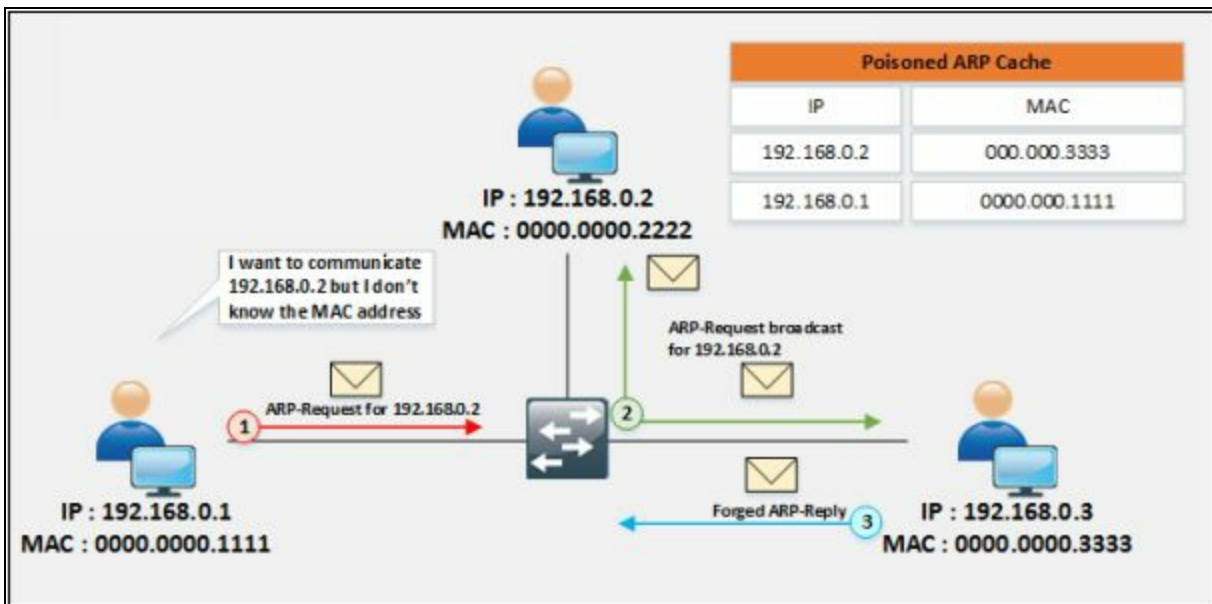 Poisoned ARP Cache
IP MAC
192.168.0.2 000.000.3333
192.168.0.1 0000.000.1111
IP : 192.168.0.2
MAC : 0000.0000.2222
I want to communicate
192.168.0.2 but I don't
know the MAC address
ARP-Request broadcast
for 192.168.0.2
ARP-Request for 192.168.0.2
1
2
Forged ARP-Reply
3
IP : 192.168.0.1
MAC : 0000.0000.1111
IP : 192.168.0.3
MAC : 0000.0000.3333